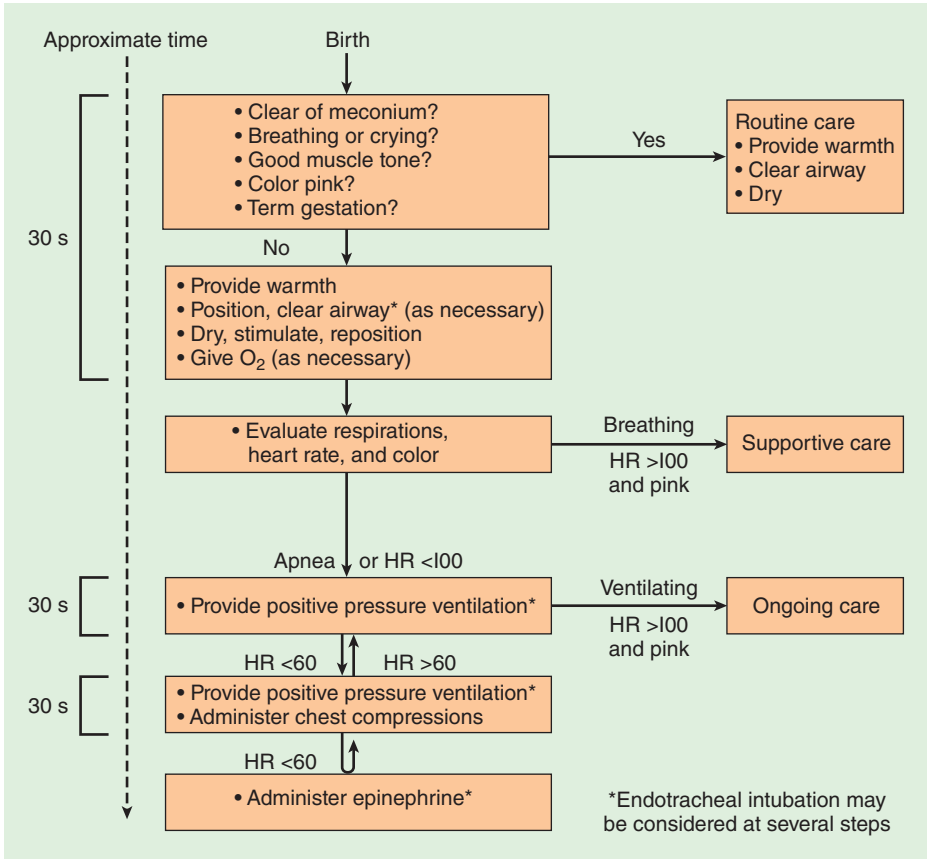 Approximate time
Birth
• Clear of meconium?
• Breathing or crying?
• Good muscle tone?
• Color pink?
• Term gestation?
Yes
Routine care
• Provide warmth
• Clear airway
• Dry
30 s
No
• Provide warmth
• Position, clear airway* (as necessary)
• Dry, stimulate, reposition
• Give O₂ (as necessary)
• Evaluate respirations,
heart rate, and color
Breathing
HR >I00
and pink
Supportive care
Apnea or HR <I00
30 s
• Provide positive pressure ventilation*
Ventilating
HR >I00
and pink
Ongoing care
HR <60
HR >60
30 s
• Provide positive pressure ventilation*
• Administer chest compressions
HR <60
• Administer epinephrine*
*Endotracheal intubation may
be considered at several steps